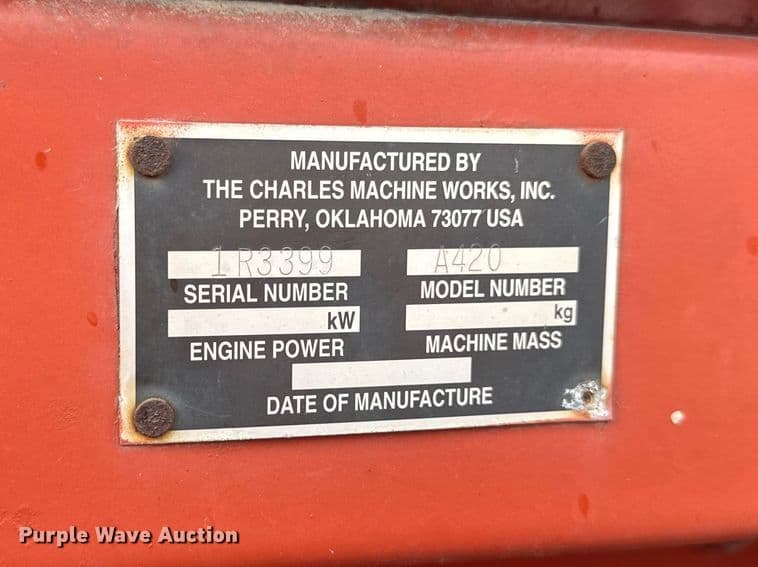 MANUFACTURED BY
THE CHARLES MACHINE WORKS, INC.
PERRY, OKLAHOMA 73077 USA
1R3399 A420
SERIAL NUMBER MODEL NUMBER
kW kg
ENGINE POWER MACHINE MASS
DATE OF MANUFACTURE
Purple Wave Auction